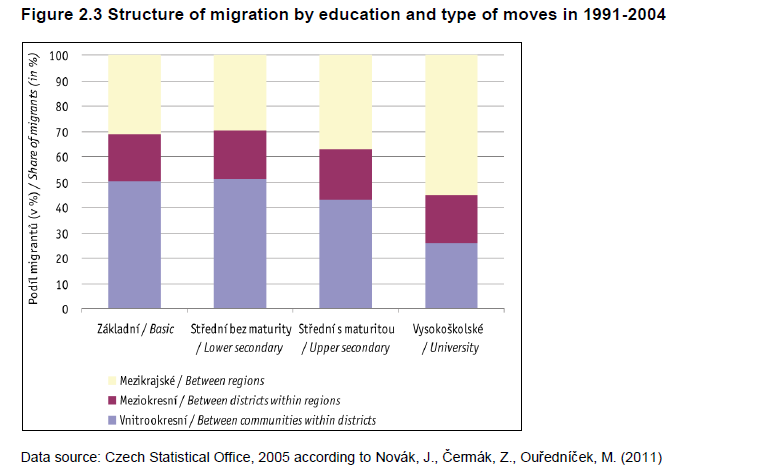 Figure 2.3 Structure of migration by education and type of moves in 1991-2004
Podíl migrantů (v %) / Share of migrants (in %)
100
90
80
70
60
50
40
30
20
10
0
Základní / Basic
Střední bez maturity
/ Lower secondary
Střední s maturitou
/ Upper secondary
Vysokoškolské
/ University
Mezikrajské / Between regions
Meziokresní / Between districts within regions
Vnitrookresní / Between communities within districts
Data source: Czech Statistical Office, 2005 according to Novák, J., Čermák, Z., Ouředníček, M. (2011)